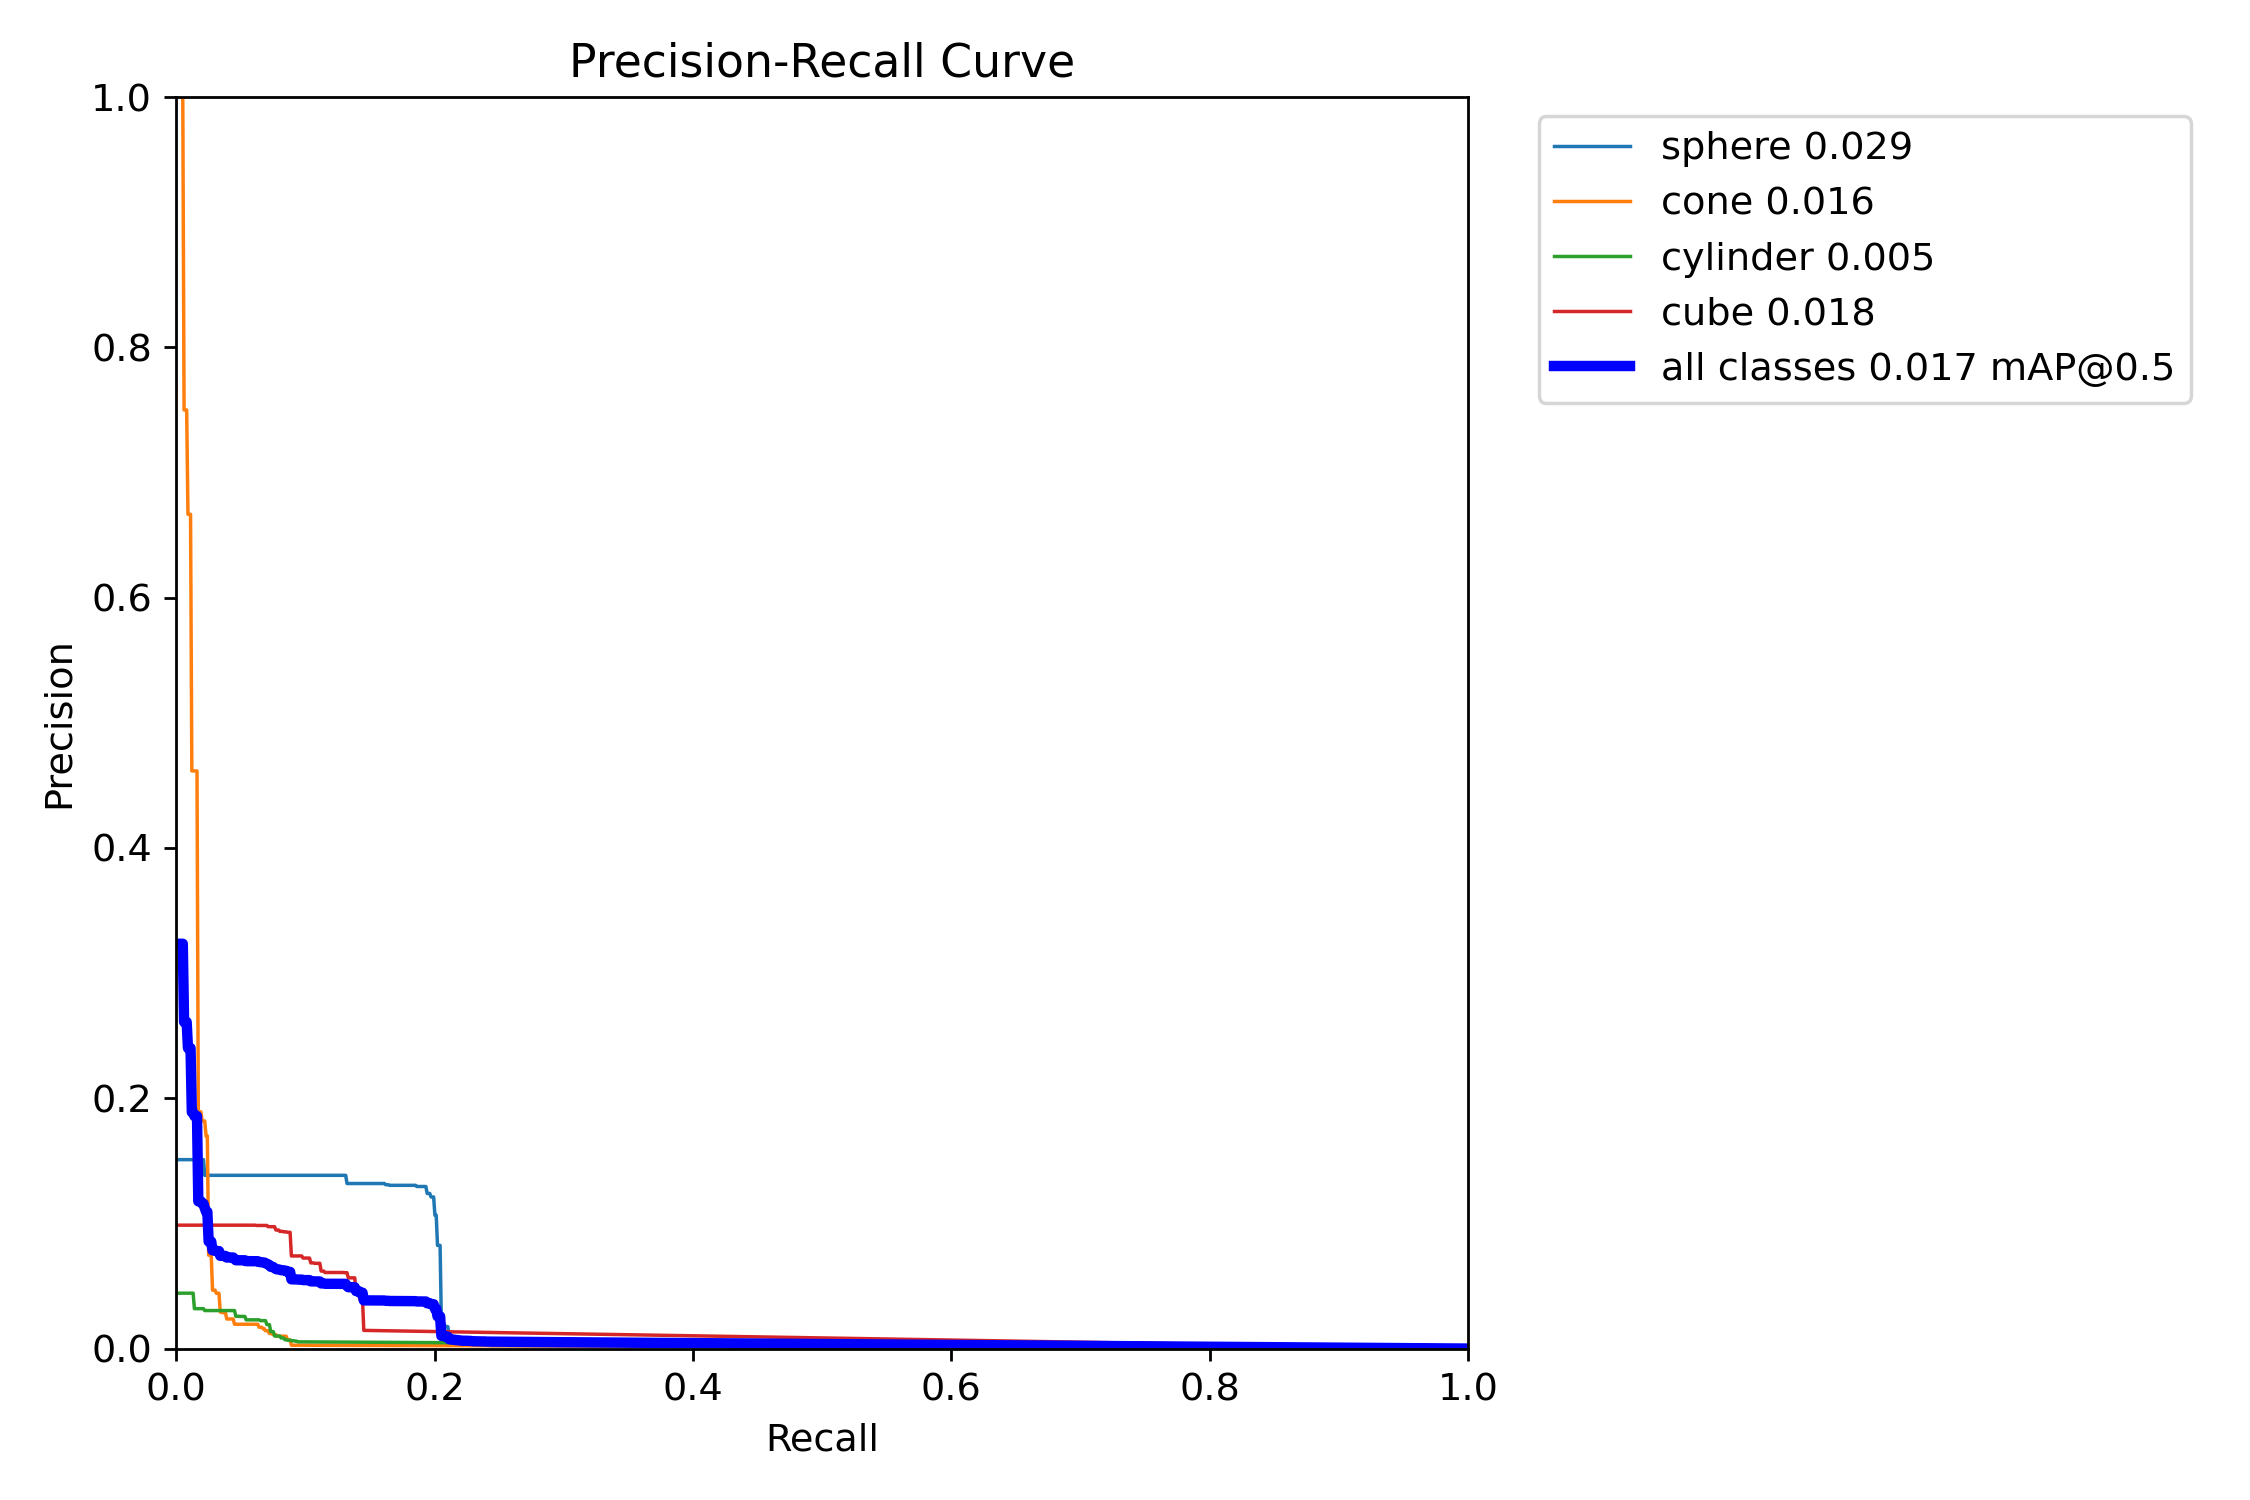 Precision-Recall Curve
1.0
0.8
0.6
0.4
0.2
0.0
Precision
0.0 0.2 0.4 0.6 0.8 1.0
Recall
sphere 0.029
cone 0.016
cylinder 0.005
cube 0.018
all classes 0.017 mAP@0.5